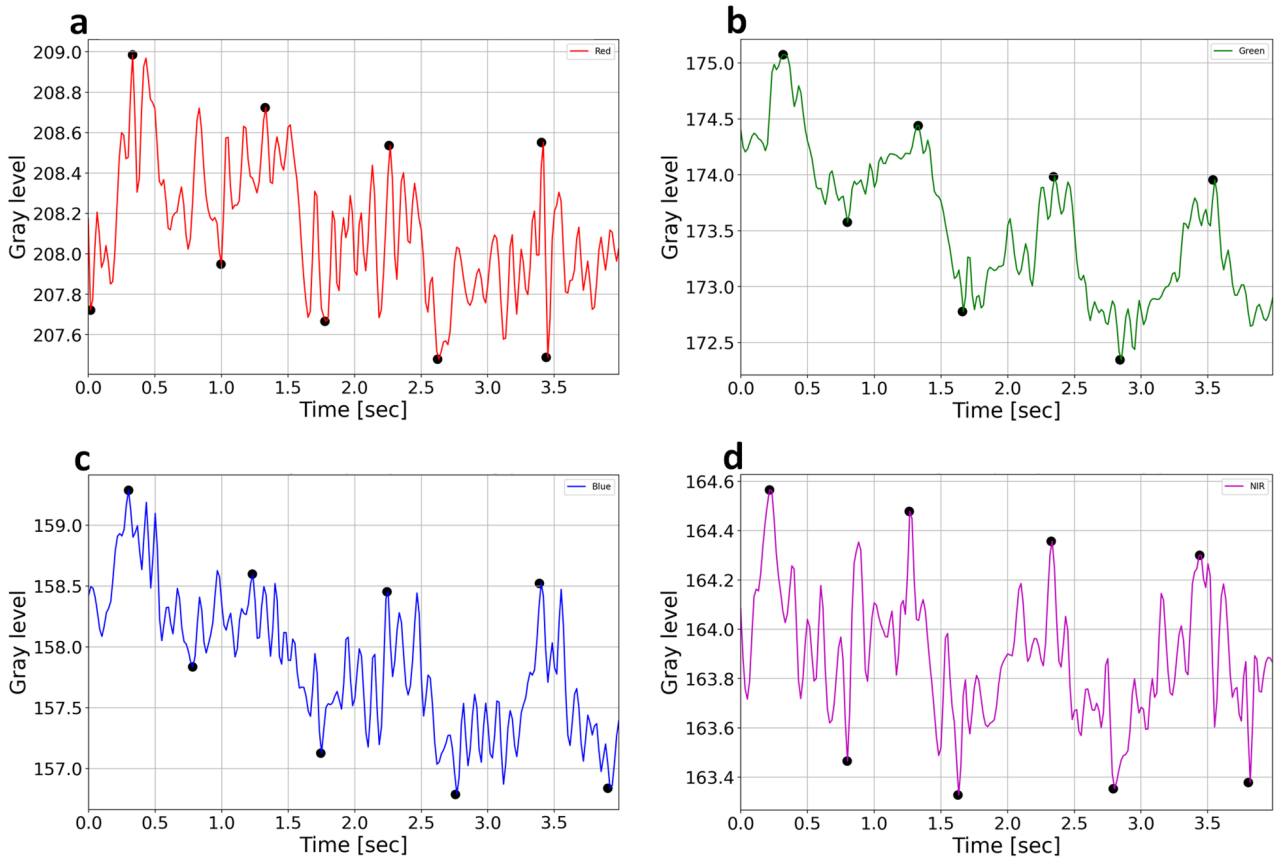 a
Red
209.0
208.8
208.6
208.4
208.2
208.0
207.8
207.6
Gray level
0.0 0.5 1.0 1.5 2.0 2.5 3.0 3.5
Time [sec]
b
Green
175.0
174.5
174.0
173.5
173.0
172.5
Gray level
0.0 0.5 1.0 1.5 2.0 2.5 3.0 3.5
Time [sec]
c
Blue
159.0
158.5
158.0
157.5
157.0
Gray level
0.0 0.5 1.0 1.5 2.0 2.5 3.0 3.5
Time [sec]
d
NIR
164.6
164.4
164.2
164.0
163.8
163.6
163.4
Gray level
0.0 0.5 1.0 1.5 2.0 2.5 3.0 3.5
Time [sec]